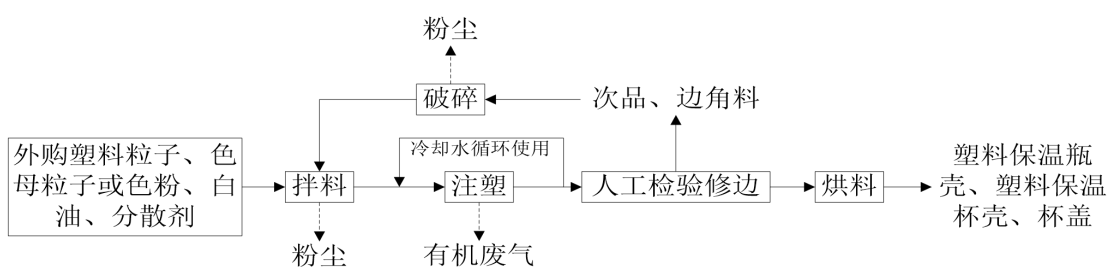 粉尘
破碎
次品、边角料
冷却水循环使用
外购塑料粒子、色
母粒子或色粉、白
油、分散剂
拌料
注塑
人工检验修边
烘料
塑料保温瓶
壳、塑料保温
杯壳、杯盖
粉尘
有机废气